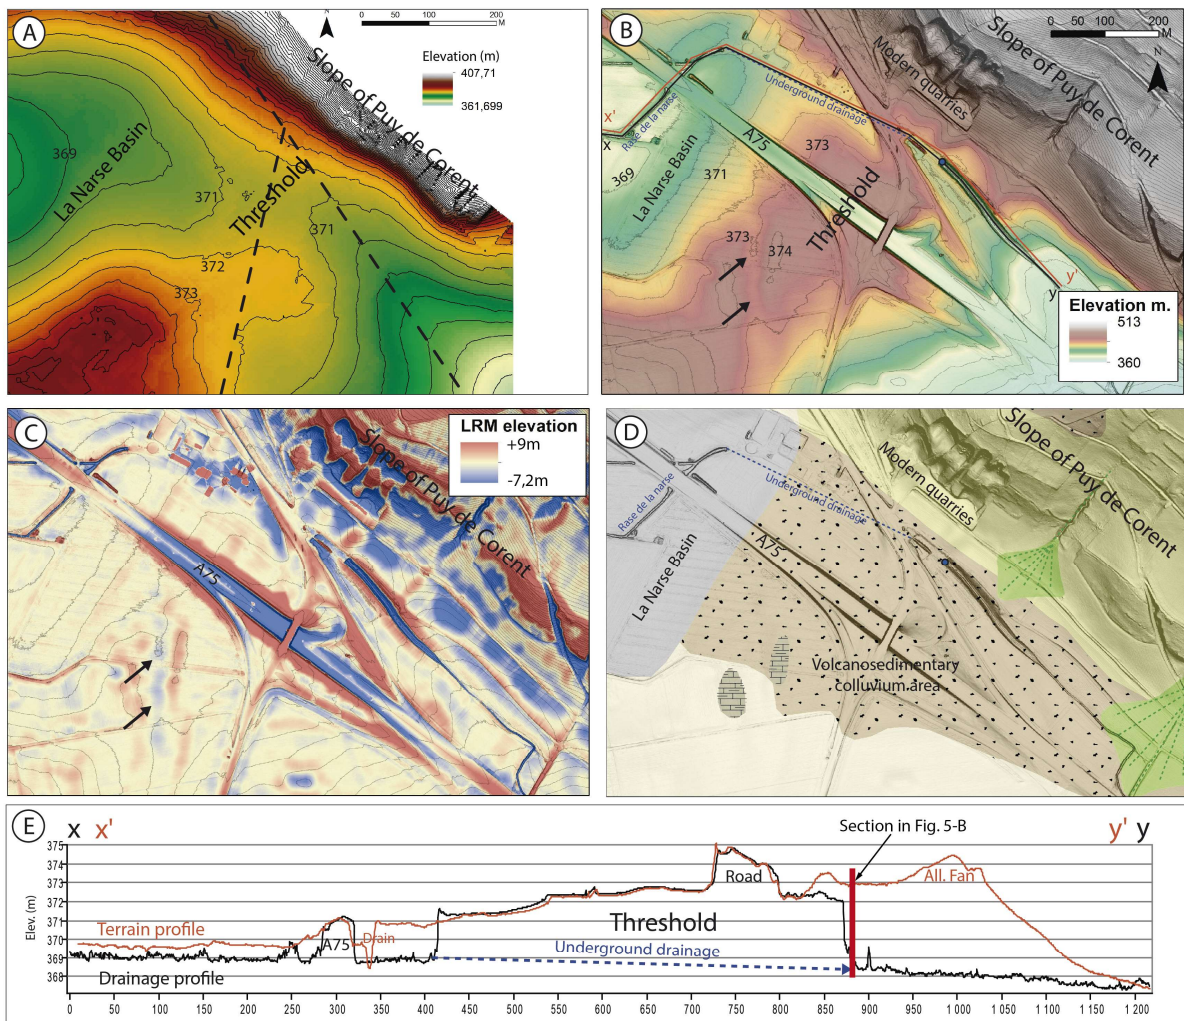 A
N
0 100 200
M
Elevation (m)
407,71
361,699
Slope of Puy de Corent
369
La Narse Basin
371
Threshold
371
372
373
B
0 50 100 200
M
N
Slope of Puy de Corent
Modern quarries
Underground drainage
x'
x
Rase de la narse
A75
373
369
La Narse Basin
371
Threshold
373
374
y'
y
Elevation m.
513
360
C
LRM elevation
+9m
-7,2m
Slope of Puy de Corent
A75
D
Slope of Puy de Corent
Modern quarries
Underground drainage
Rase de la narse
A75
La Narse Basin
Volcanosedimentary
colluvium area
E
x x'
Section in Fig. 5-B
y' y
Elev. (m)
375
374
373
372
371
370
369
368
Road
All. Fan
Terrain profile
A75
Drain
Threshold
Underground drainage
Drainage profile
0 50 100 150 200 250 300 350 400 450 500 550 600 650 700 750 800 850 900 950 1 000 1 050 1 100 1 150 1 200